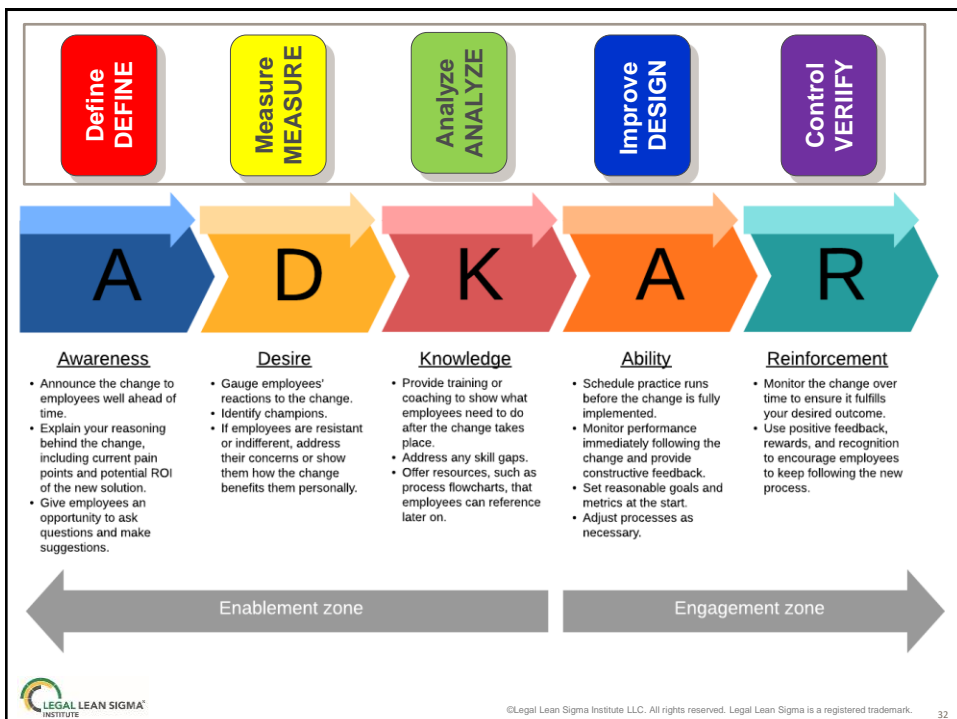 Define
DEFINE
Measure
MEASURE
Analyze
ANALYZE
Improve
DESIGN
Control
VERIIFY
A
D
K
A
R
Awareness
• Announce the change to
employees well ahead of
time.
• Explain your reasoning
behind the change,
including current pain
points and potential ROI
of the new solution.
• Give employees an
opportunity to ask
questions and make
suggestions.
Desire
• Gauge employees'
reactions to the change.
• Identify champions.
• If employees are resistant
or indifferent, address
their concerns or show
them how the change
benefits them personally.
Knowledge
• Provide training or
coaching to show what
employees need to do
after the change takes
place.
• Address any skill gaps.
• Offer resources, such as
process flowcharts, that
employees can reference
later on.
Ability
• Schedule practice runs
before the change is fully
implemented.
• Monitor performance
immediately following the
change and provide
constructive feedback.
• Set reasonable goals and
metrics at the start.
• Adjust processes as
necessary.
Reinforcement
• Monitor the change over
time to ensure it fulfills
your desired outcome.
• Use positive feedback,
rewards, and recognition
to encourage employees
to keep following the new
process.
Enablement zone
Engagement zone
LEGAL LEAN SIGMA
INSTITUTE
©Legal Lean Sigma Institute LLC. All rights reserved. Legal Lean Sigma is a registered trademark.
32